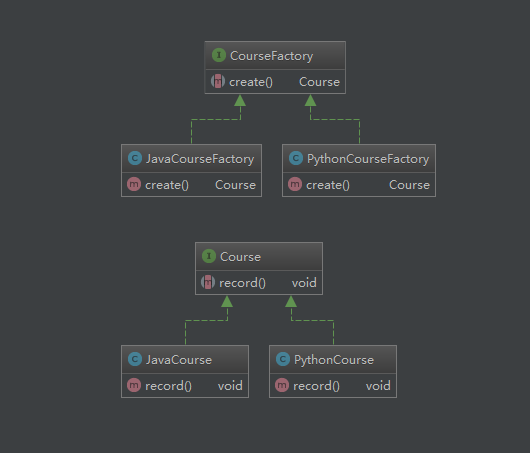 I CourseFactory
m create() Course
C JavaCourseFactory
m create() Course
C PythonCourseFactory
m create() Course
I Course
m record() void
C JavaCourse
m record() void
C PythonCourse
m record() void